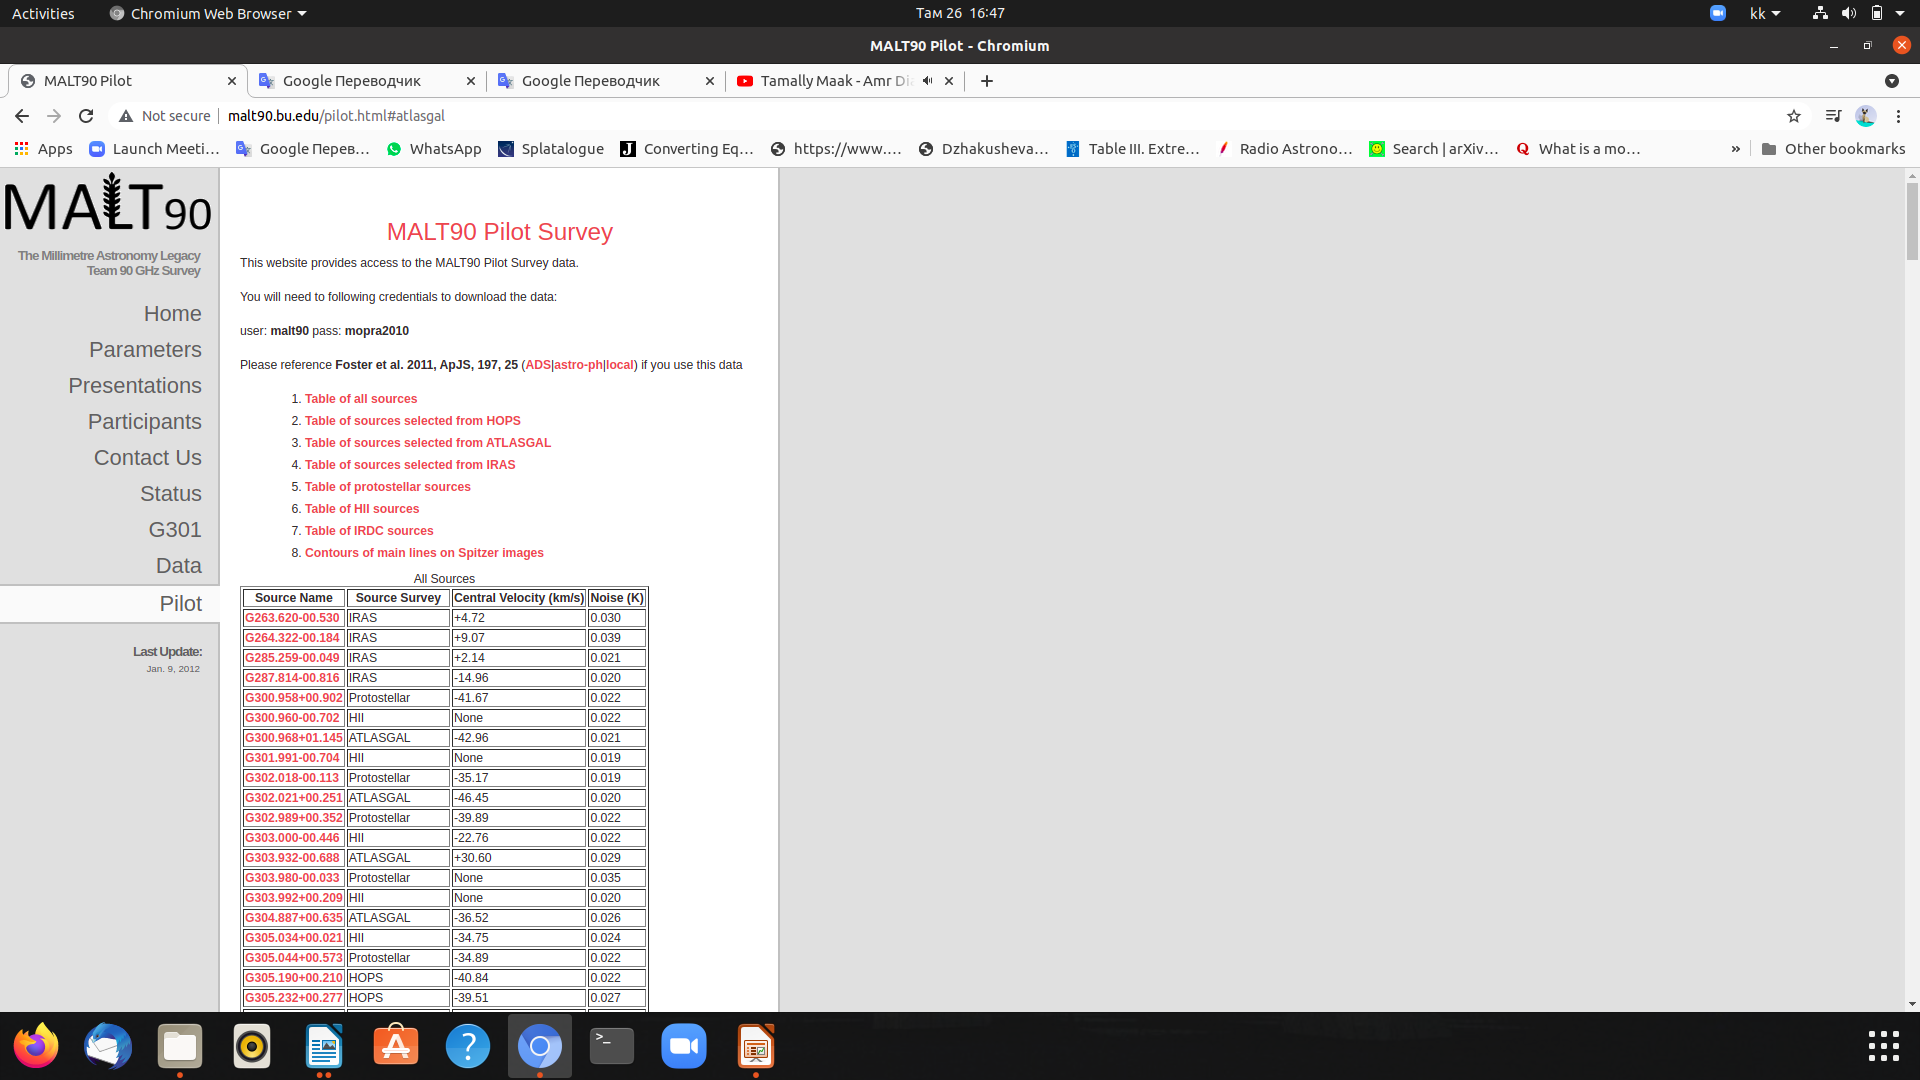 Activities
Chromium Web Browser
Там 26 16:47
kk
MALT90 Pilot - Chromium
MALT90 Pilot
Google Переводчик
Google Переводчик
Tamally Maak - Amr Di
Not secure
malt90.bu.edu/pilot.html#atlasgal
Apps
Launch Meeti…
Google Перев…
WhatsApp
Splatalogue
Converting Eq…
https://www.…
Dzhakusheva…
Table III. Extre…
Radio Astrono…
Search | arXiv…
What is a mo…
»
Other bookmarks
MALT90
The Millimetre Astronomy Legacy
Team 90 GHz Survey
Home
Parameters
Presentations
Participants
Contact Us
Status
G301
Data
Pilot
Last Update:
Jan. 9, 2012
MALT90 Pilot Survey
This website provides access to the MALT90 Pilot Survey data.
You will need to following credentials to download the data:
user: malt90 pass: mopra2010
Please reference Foster et al. 2011, ApJS, 197, 25 (ADS|astro-ph|local) if you use this data
1. Table of all sources
2. Table of sources selected from HOPS
3. Table of sources selected from ATLASGAL
4. Table of sources selected from IRAS
5. Table of protostellar sources
6. Table of HII sources
7. Table of IRDC sources
8. Contours of main lines on Spitzer images
All Sources
Source Name Source Survey Central Velocity (km/s) Noise (K)
G263.620-00.530 IRAS +4.72 0.030
G264.322-00.184 IRAS +9.07 0.039
G285.259-00.049 IRAS +2.14 0.021
G287.814-00.816 IRAS -14.96 0.020
G300.958+00.902 Protostellar -41.67 0.022
G300.960-00.702 HII None 0.022
G300.968+01.145 ATLASGAL -42.96 0.021
G301.991-00.704 HII None 0.019
G302.018-00.113 Protostellar -35.17 0.019
G302.021+00.251 ATLASGAL -46.45 0.020
G302.989+00.352 Protostellar -39.89 0.022
G303.000-00.446 HII -22.76 0.022
G303.932-00.688 ATLASGAL +30.60 0.029
G303.980-00.033 Protostellar None 0.035
G303.992+00.209 HII None 0.020
G304.887+00.635 ATLASGAL -36.52 0.026
G305.034+00.021 HII -34.75 0.024
G305.044+00.573 Protostellar -34.89 0.022
G305.190+00.210 HOPS -40.84 0.022
G305.232+00.277 HOPS -39.51 0.027